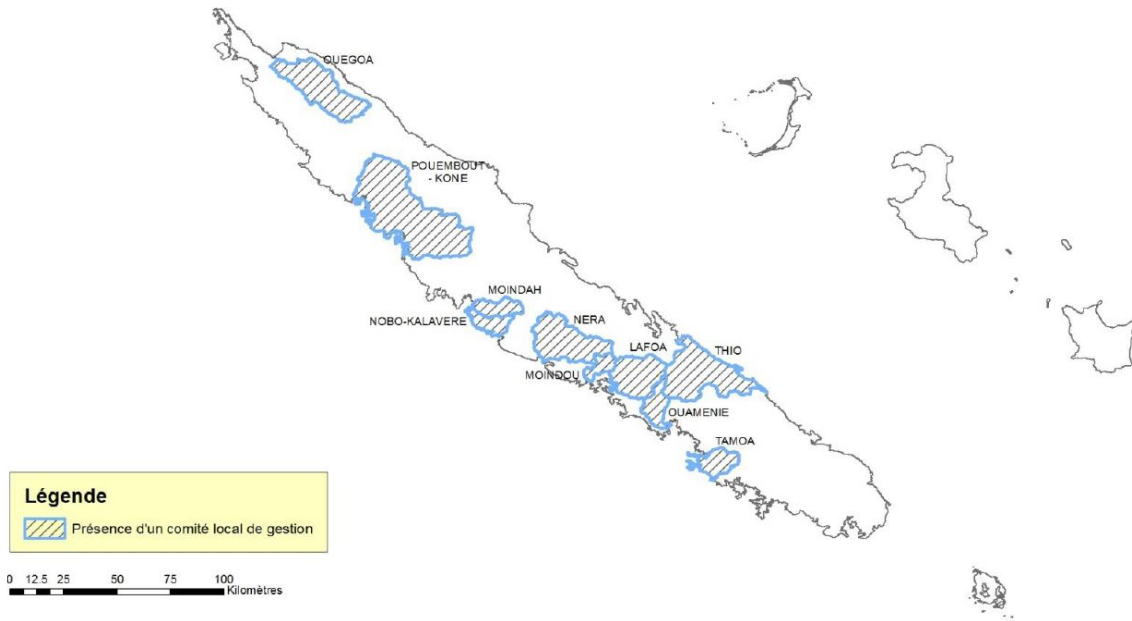 OUEGOA
POUEMBOUT
- KONE
MOINDAH
NOBO-KALAVERE
NERA
LAFOA
THIO
MOINDOU
OUAMENIE
TAMOA
Légende
Présence d'un comité local de gestion
0 12.5 25 50 75 100
Kilomètres